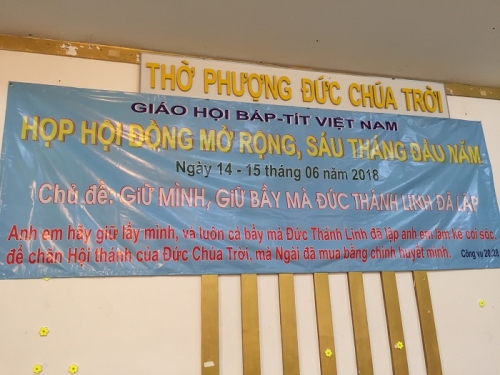 THỜ PHƯỢNG ĐỨC CHÚA TRỜI
GIÁO HỘI BÁP-TÍT VIỆT NAM
HỌP HỘI ĐỒNG MỞ RỘNG, SÁU THÁNG ĐẦU NĂM.
Ngày 14 - 15 tháng 06 năm 2018
Chủ đề: GIỮ MÌNH, GIỮ BẦY MÀ ĐỨC THÁNH LINH ĐÃ LẬP
Anh em hãy giữ lấy mình, và luôn cả bầy mà Đức Thánh Linh đã lập anh em làm kẻ coi sóc,
để chăn Hội thánh của Đức Chúa Trời, mà Ngài đã mua bằng chính huyết mình. Công vụ 20:28